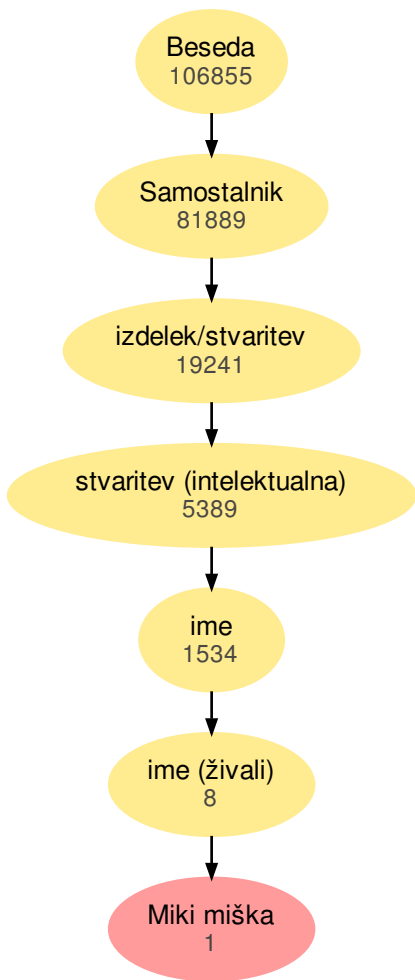 Beseda
106855
Samostalnik
81889
izdelek/stvaritev
19241
stvaritev (intelektualna)
5389
ime
1534
ime (živali)
8
Miki miška
1